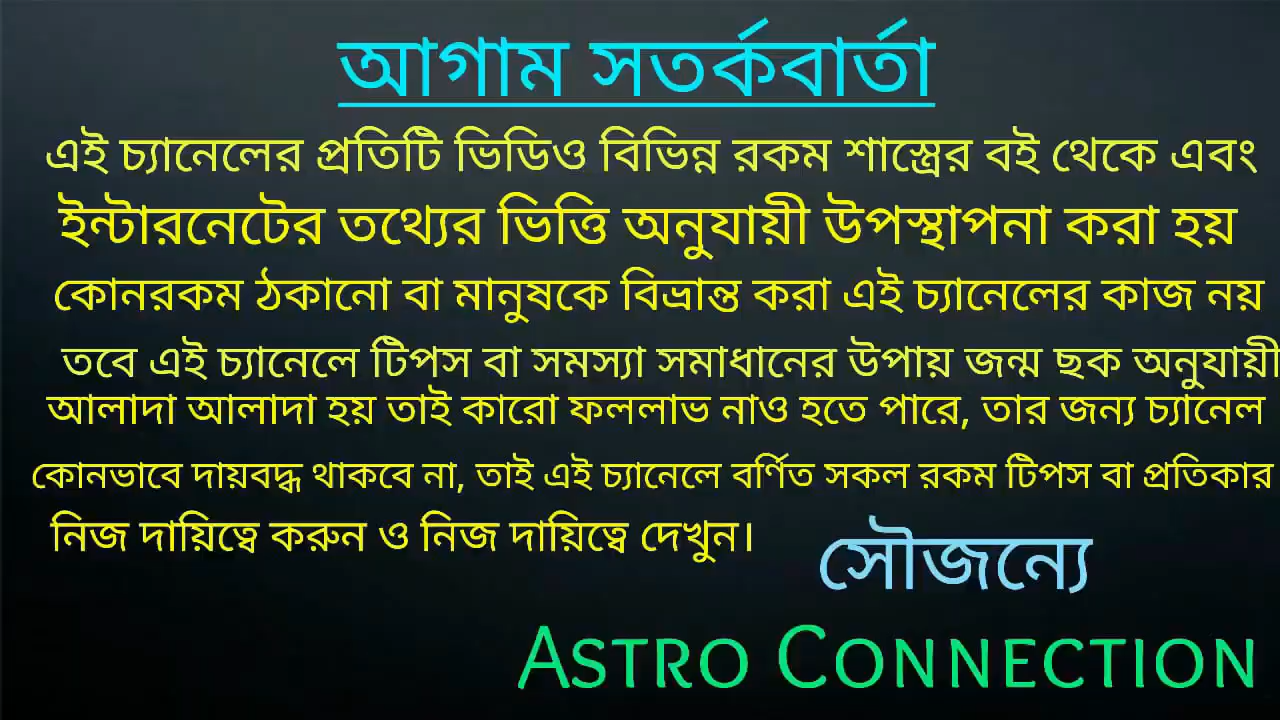 আগাম সতর্কবার্তা
এই চ্যানেলের প্রতিটি ভিডিও বিভিন্ন রকম শাস্ত্রের বই থেকে এবং
ইন্টারনেটের তথ্যের ভিত্তি অনুযায়ী উপস্থাপনা করা হয়
কোনরকম ঠকানো বা মানুষকে বিভ্রান্ত করা এই চ্যানেলের কাজ নয়
তবে এই চ্যানেলে টিপস বা সমস্যা সমাধানের উপায় জন্ম ছক অনুযায়ী
আলাদা আলাদা হয় তাই কারো ফললাভ নাও হতে পারে, তার জন্য চ্যানেল
কোনভাবে দায়বদ্ধ থাকবে না, তাই এই চ্যানেলে বর্ণিত সকল রকম টিপস বা প্রতিকার
নিজ দায়িত্বে করুন ও নিজ দায়িত্বে দেখুন।
সৌজন্যে
ASTRO CONNECTION